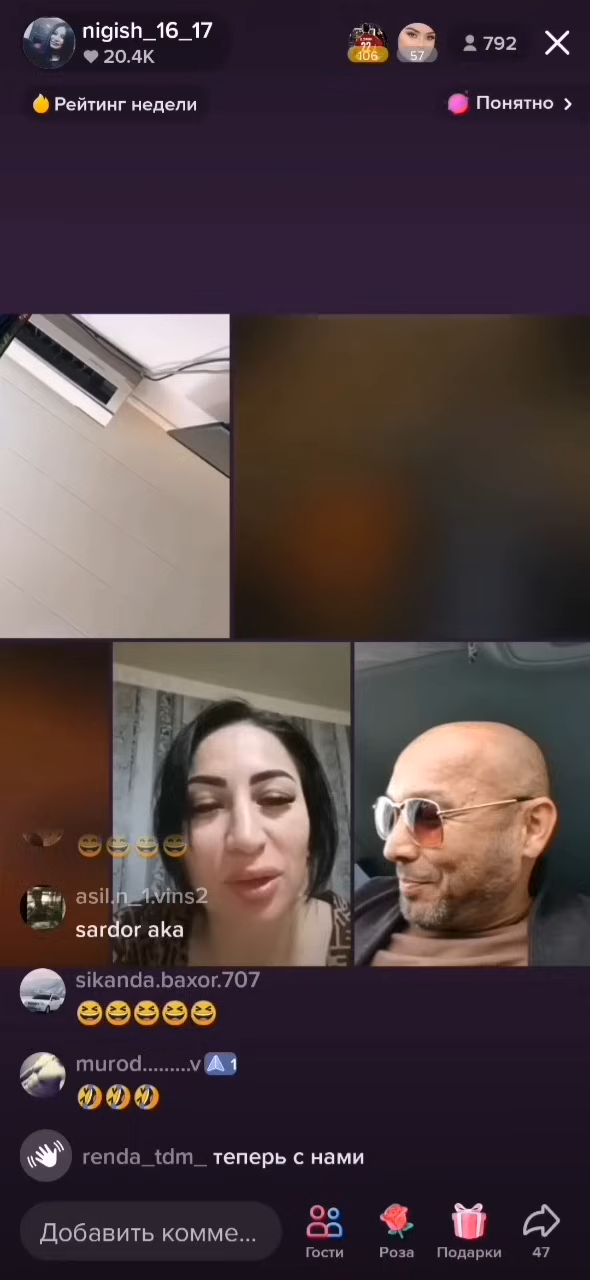 nigish_16_17
20.4K
406
57
792
Рейтинг недели
Понятно
asil.n_1.vins2
sardor aka
sikanda.baxor.707
murod.........v 1
renda_tdm_ теперь с нами
Добавить комме...
Гости
Роза
Подарки
47